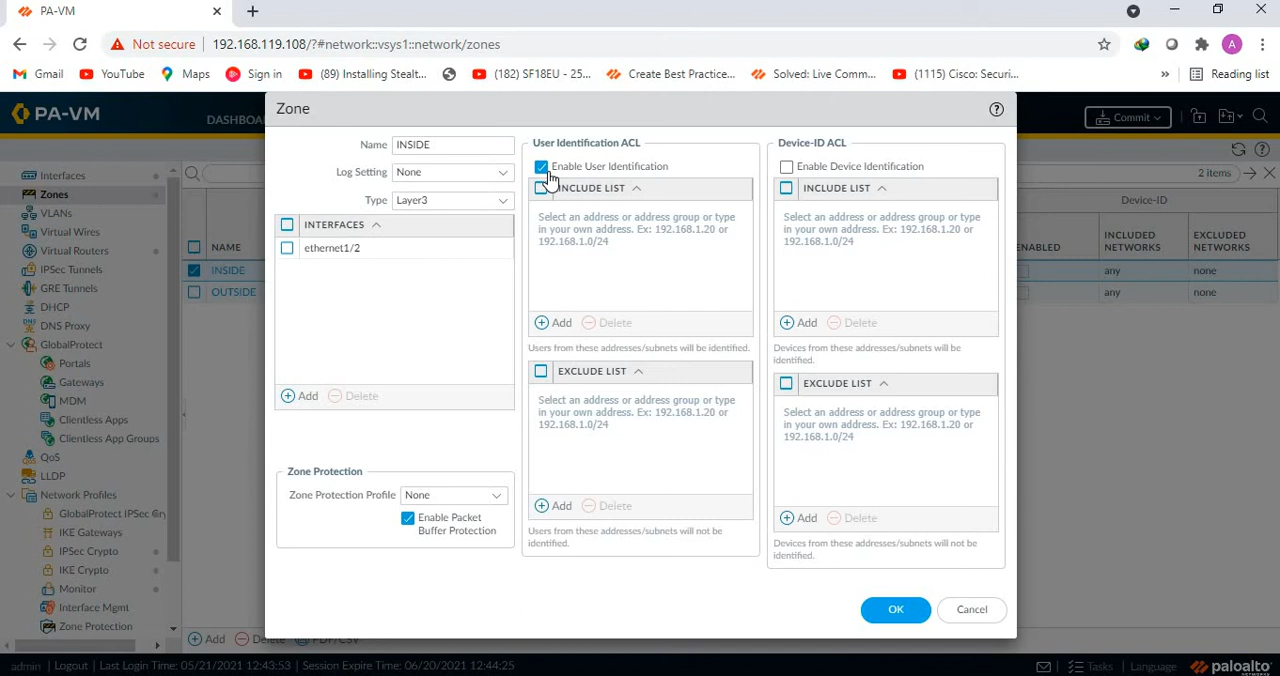 PA-VM
Not secure 192.168.119.108/?#network::vsys1::network/zones
A
Gmail YouTube Maps Sign in (89) Installing Stealt... (182) SF18EU - 25... Create Best Practice... Solved: Live Comm... (1115) Cisco: Securi... » Reading list
PA-VM
DASHBOA
Commit
Zone
Name INSIDE
Log Setting None
Type Layer3
INTERFACES
ethernet1/2
Add Delete
Zone Protection
Zone Protection Profile None
Enable Packet
Buffer Protection
User Identification ACL
Enable User Identification
INCLUDE LIST
Select an address or address group or type
in your own address. Ex: 192.168.1.20 or
192.168.1.0/24
Add Delete
Users from these addresses/subnets will be identified.
EXCLUDE LIST
Select an address or address group or type
in your own address. Ex: 192.168.1.20 or
192.168.1.0/24
Add Delete
Users from these addresses/subnets will not be
identified.
Device-ID ACL
Enable Device Identification
INCLUDE LIST
Select an address or address group or type
in your own address. Ex: 192.168.1.20 or
192.168.1.0/24
Add Delete
Devices from these addresses/subnets will be
identified.
EXCLUDE LIST
Select an address or address group or type
in your own address. Ex: 192.168.1.20 or
192.168.1.0/24
Add Delete
Devices from these addresses/subnets will not be
identified.
OK Cancel
Interfaces
Zones
VLANs
Virtual Wires
Virtual Routers
IPSec Tunnels
GRE Tunnels
DHCP
DNS Proxy
GlobalProtect
Portals
Gateways
MDM
Clientless Apps
Clientless App Groups
QoS
LLDP
Network Profiles
GlobalProtect IPSec Cry
IKE Gateways
IPSec Crypto
IKE Crypto
Monitor
Interface Mgmt
Zone Protection
NAME
INSIDE
OUTSIDE
2 items
Device-ID
ENABLED
INCLUDED
NETWORKS
EXCLUDED
NETWORKS
any none
any none
Add Delete PDF/CSV
admin | Logout | Last Login Time: 05/21/2021 12:43:53 | Session Expire Time: 06/20/2021 12:44:25
Tasks | Language paloalto
NETWORKS